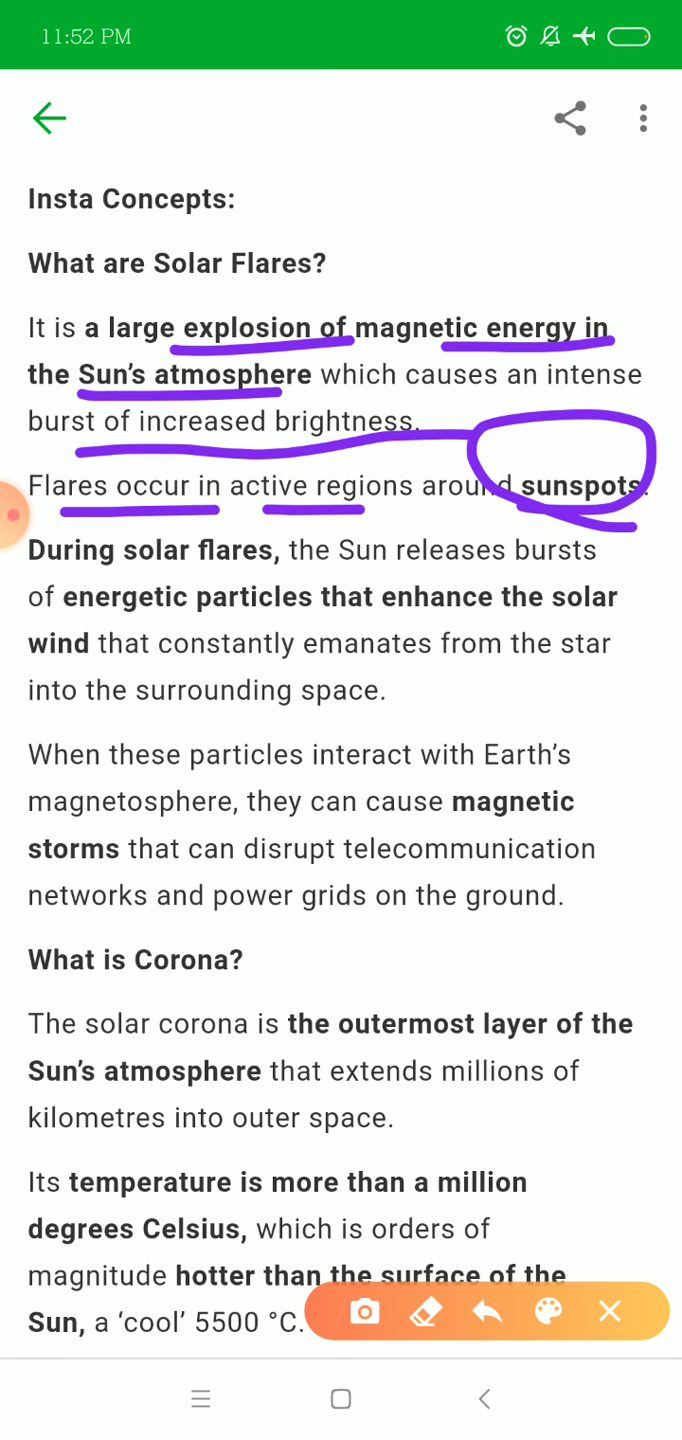 11:52 PM
Insta Concepts:
What are Solar Flares?
It is a large explosion of magnetic energy in
the Sun’s atmosphere which causes an intense
burst of increased brightness.
Flares occur in active regions around sunspots.
During solar flares, the Sun releases bursts
of energetic particles that enhance the solar
wind that constantly emanates from the star
into the surrounding space.
When these particles interact with Earth’s
magnetosphere, they can cause magnetic
storms that can disrupt telecommunication
networks and power grids on the ground.
What is Corona?
The solar corona is the outermost layer of the
Sun’s atmosphere that extends millions of
kilometres into outer space.
Its temperature is more than a million
degrees Celsius, which is orders of
magnitude hotter than the surface of the
Sun, a ‘cool’ 5500 °C.